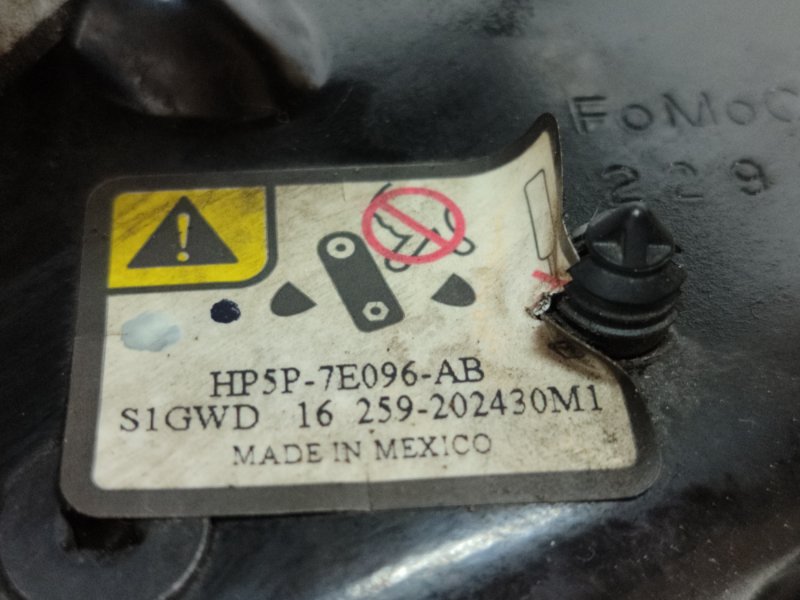 FoMoC
229
HP5P-7E096-AB
S1GWD 16 259-202430M1
MADE IN MEXICO